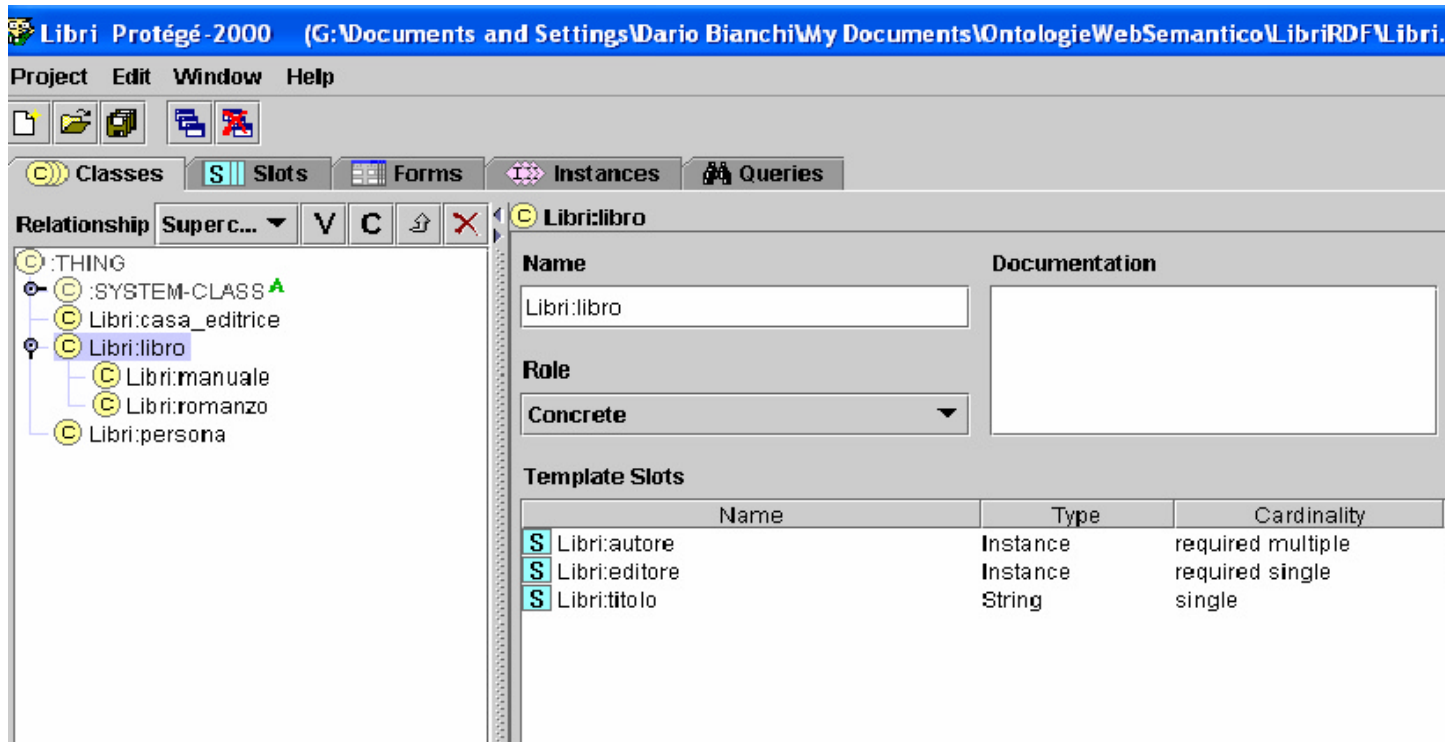 Libri Protégé-2000 (G:\Documents and Settings\Dario Bianchi\My Documents\OntologieWebSemantico\LibriRDF\Libri.
Project Edit Window Help
C Classes S Slots Forms I Instances Queries
Relationship Superc... V C
C :THING
C :SYSTEM-CLASS A
C Libri:casa_editrice
C Libri:libro
C Libri:manuale
C Libri:romanzo
C Libri:persona
C Libri:libro
Name Documentation
Libri:libro
Role
Concrete
Template Slots
Name Type Cardinality
S Libri:autore Instance required multiple
S Libri:editore Instance required single
S Libri:titolo String single